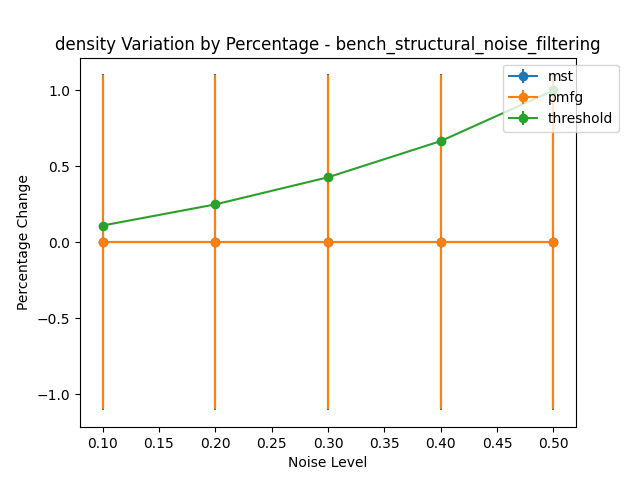 density Variation by Percentage - bench_structural_noise_filtering
mst
pmfg
threshold
1.0
0.5
0.0
−0.5
−1.0
Percentage Change
0.10 0.15 0.20 0.25 0.30 0.35 0.40 0.45 0.50
Noise Level